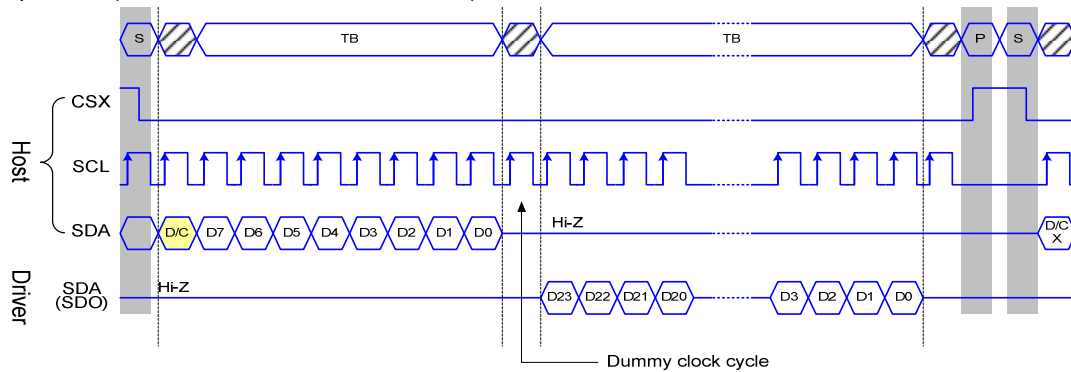 S TB TB P S
CSX
SCL
Host
SDA D/C D7 D6 D5 D4 D3 D2 D1 D0 Hi-Z D/C
X
Driver
SDA Hi-Z
(SDO) D23 D22 D21 D20 D3 D2 D1 D0
Dummy clock cycle